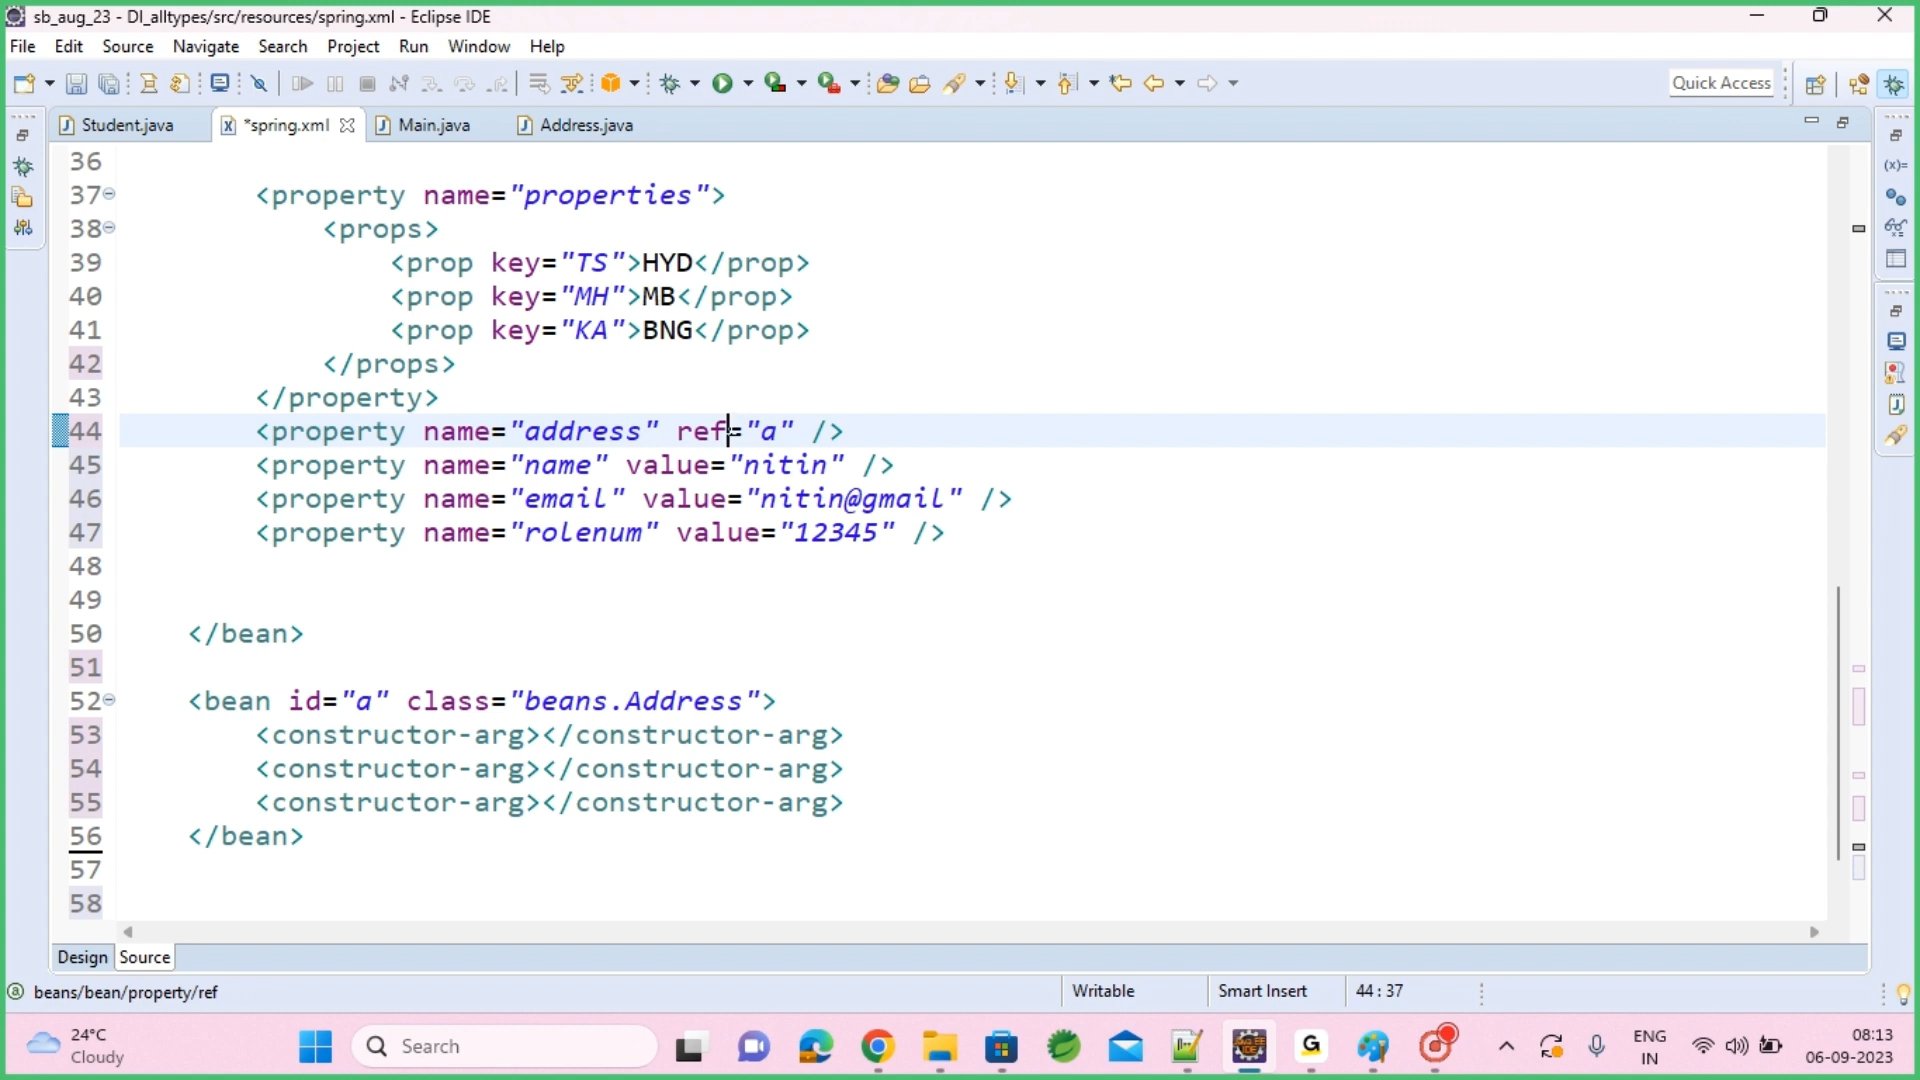 sb_aug_23 - DI_alltypes/src/resources/spring.xml - Eclipse IDE
File Edit Source Navigate Search Project Run Window Help
Quick Access
Student.java *spring.xml Main.java Address.java
36
37 <property name="properties">
38 <props>
39 <prop key="TS">HYD</prop>
40 <prop key="MH">MB</prop>
41 <prop key="KA">BNG</prop>
42 </props>
43 </property>
44 <property name="address" ref="a" />
45 <property name="name" value="nitin" />
46 <property name="email" value="nitin@gmail" />
47 <property name="rolenum" value="12345" />
48
49
50 </bean>
51
52 <bean id="a" class="beans.Address">
53 <constructor-arg></constructor-arg>
54 <constructor-arg></constructor-arg>
55 <constructor-arg></constructor-arg>
56 </bean>
57
58
Design Source
beans/bean/property/ref Writable Smart Insert 44 : 37
24°C
Cloudy
Search
ENG
IN
08:13
06-09-2023